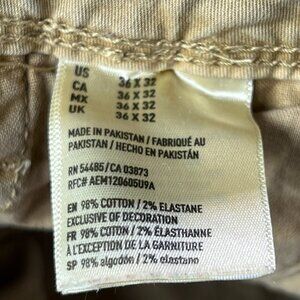 US 36 X 32
CA 36 X 32
MX 36 X 32
UK 36 X 32
MADE IN PAKISTAN / FABRIQUÉ AU
PAKISTAN / HECHO EN PAKISTÁN
RN 54485/CA 03873
RFC# AEM120605U9A
EN 98% COTTON / 2% ELASTANE
EXCLUSIVE OF DECORATION
FR 98% COTON / 2% ÉLASTHANNE
À L'EXCEPTION DE LA GARNITURE
SP 98% algodón / 2% elastano